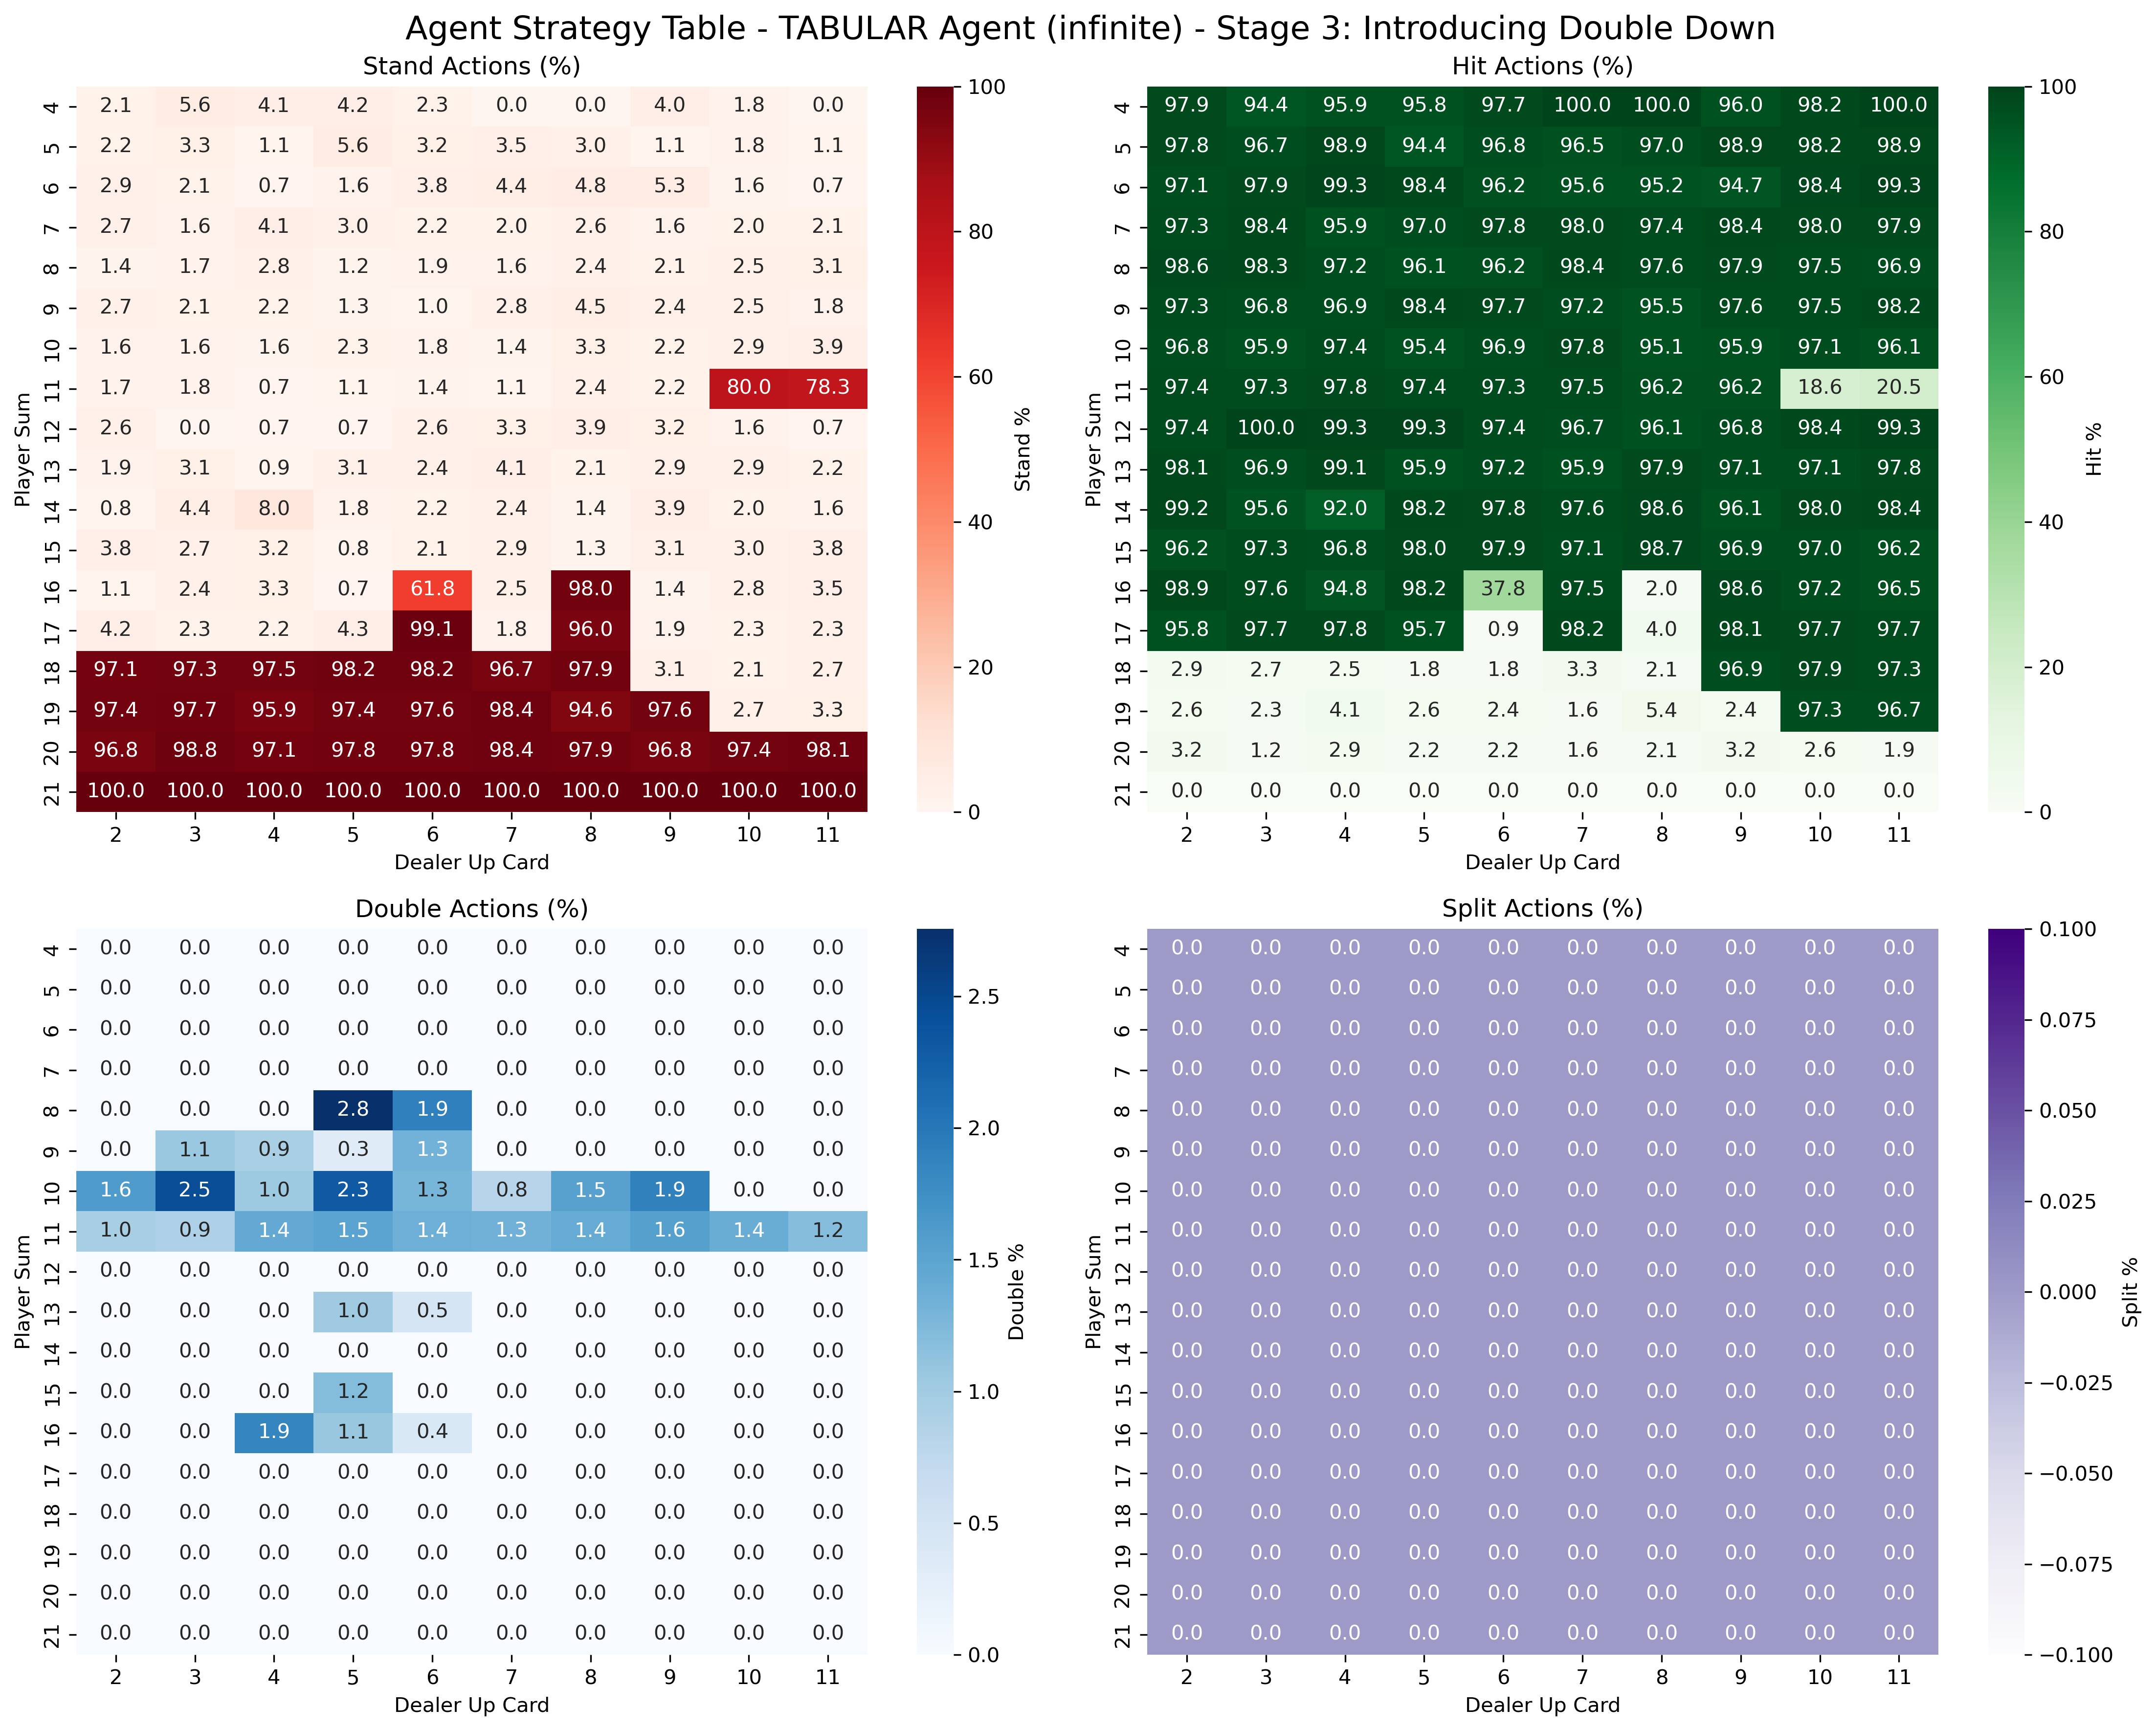 Agent Strategy Table - TABULAR Agent (infinite) - Stage 3: Introducing Double Down
Stand Actions (%)
Player Sum
4 2.1 5.6 4.1 4.2 2.3 0.0 0.0 4.0 1.8 0.0
5 2.2 3.3 1.1 5.6 3.2 3.5 3.0 1.1 1.8 1.1
6 2.9 2.1 0.7 1.6 3.8 4.4 4.8 5.3 1.6 0.7
7 2.7 1.6 4.1 3.0 2.2 2.0 2.6 1.6 2.0 2.1
8 1.4 1.7 2.8 1.2 1.9 1.6 2.4 2.1 2.5 3.1
9 2.7 2.1 2.2 1.3 1.0 2.8 4.5 2.4 2.5 1.8
10 1.6 1.6 1.6 2.3 1.8 1.4 3.3 2.2 2.9 3.9
11 1.7 1.8 0.7 1.1 1.4 1.1 2.4 2.2 80.0 78.3
12 2.6 0.0 0.7 0.7 2.6 3.3 3.9 3.2 1.6 0.7
13 1.9 3.1 0.9 3.1 2.4 4.1 2.1 2.9 2.9 2.2
14 0.8 4.4 8.0 1.8 2.2 2.4 1.4 3.9 2.0 1.6
15 3.8 2.7 3.2 0.8 2.1 2.9 1.3 3.1 3.0 3.8
16 1.1 2.4 3.3 0.7 61.8 2.5 98.0 1.4 2.8 3.5
17 4.2 2.3 2.2 4.3 99.1 1.8 96.0 1.9 2.3 2.3
18 97.1 97.3 97.5 98.2 98.2 96.7 97.9 3.1 2.1 2.7
19 97.4 97.7 95.9 97.4 97.6 98.4 94.6 97.6 2.7 3.3
20 96.8 98.8 97.1 97.8 97.8 98.4 97.9 96.8 97.4 98.1
21 100.0 100.0 100.0 100.0 100.0 100.0 100.0 100.0 100.0 100.0
2 3 4 5 6 7 8 9 10 11
Dealer Up Card
100
80
60
40
20
0
Stand %
Hit Actions (%)
Player Sum
4 97.9 94.4 95.9 95.8 97.7 100.0 100.0 96.0 98.2 100.0
5 97.8 96.7 98.9 94.4 96.8 96.5 97.0 98.9 98.2 98.9
6 97.1 97.9 99.3 98.4 96.2 95.6 95.2 94.7 98.4 99.3
7 97.3 98.4 95.9 97.0 97.8 98.0 97.4 98.4 98.0 97.9
8 98.6 98.3 97.2 96.1 96.2 98.4 97.6 97.9 97.5 96.9
9 97.3 96.8 96.9 98.4 97.7 97.2 95.5 97.6 97.5 98.2
10 96.8 95.9 97.4 95.4 96.9 97.8 95.1 95.9 97.1 96.1
11 97.4 97.3 97.8 97.4 97.3 97.5 96.2 96.2 18.6 20.5
12 97.4 100.0 99.3 99.3 97.4 96.7 96.1 96.8 98.4 99.3
13 98.1 96.9 99.1 95.9 97.2 95.9 97.9 97.1 97.1 97.8
14 99.2 95.6 92.0 98.2 97.8 97.6 98.6 96.1 98.0 98.4
15 96.2 97.3 96.8 98.0 97.9 97.1 98.7 96.9 97.0 96.2
16 98.9 97.6 94.8 98.2 37.8 97.5 2.0 98.6 97.2 96.5
17 95.8 97.7 97.8 95.7 0.9 98.2 4.0 98.1 97.7 97.7
18 2.9 2.7 2.5 1.8 1.8 3.3 2.1 96.9 97.9 97.3
19 2.6 2.3 4.1 2.6 2.4 1.6 5.4 2.4 97.3 96.7
20 3.2 1.2 2.9 2.2 2.2 1.6 2.1 3.2 2.6 1.9
21 0.0 0.0 0.0 0.0 0.0 0.0 0.0 0.0 0.0 0.0
2 3 4 5 6 7 8 9 10 11
Dealer Up Card
100
80
60
40
20
0
Hit %
Double Actions (%)
Player Sum
4 0.0 0.0 0.0 0.0 0.0 0.0 0.0 0.0 0.0 0.0
5 0.0 0.0 0.0 0.0 0.0 0.0 0.0 0.0 0.0 0.0
6 0.0 0.0 0.0 0.0 0.0 0.0 0.0 0.0 0.0 0.0
7 0.0 0.0 0.0 0.0 0.0 0.0 0.0 0.0 0.0 0.0
8 0.0 0.0 0.0 2.8 1.9 0.0 0.0 0.0 0.0 0.0
9 0.0 1.1 0.9 0.3 1.3 0.0 0.0 0.0 0.0 0.0
10 1.6 2.5 1.0 2.3 1.3 0.8 1.5 1.9 0.0 0.0
11 1.0 0.9 1.4 1.5 1.4 1.3 1.4 1.6 1.4 1.2
12 0.0 0.0 0.0 0.0 0.0 0.0 0.0 0.0 0.0 0.0
13 0.0 0.0 0.0 1.0 0.5 0.0 0.0 0.0 0.0 0.0
14 0.0 0.0 0.0 0.0 0.0 0.0 0.0 0.0 0.0 0.0
15 0.0 0.0 0.0 1.2 0.0 0.0 0.0 0.0 0.0 0.0
16 0.0 0.0 1.9 1.1 0.4 0.0 0.0 0.0 0.0 0.0
17 0.0 0.0 0.0 0.0 0.0 0.0 0.0 0.0 0.0 0.0
18 0.0 0.0 0.0 0.0 0.0 0.0 0.0 0.0 0.0 0.0
19 0.0 0.0 0.0 0.0 0.0 0.0 0.0 0.0 0.0 0.0
20 0.0 0.0 0.0 0.0 0.0 0.0 0.0 0.0 0.0 0.0
21 0.0 0.0 0.0 0.0 0.0 0.0 0.0 0.0 0.0 0.0
2 3 4 5 6 7 8 9 10 11
Dealer Up Card
2.5
2.0
1.5
1.0
0.5
0.0
Double %
Split Actions (%)
Player Sum
4 0.0 0.0 0.0 0.0 0.0 0.0 0.0 0.0 0.0 0.0
5 0.0 0.0 0.0 0.0 0.0 0.0 0.0 0.0 0.0 0.0
6 0.0 0.0 0.0 0.0 0.0 0.0 0.0 0.0 0.0 0.0
7 0.0 0.0 0.0 0.0 0.0 0.0 0.0 0.0 0.0 0.0
8 0.0 0.0 0.0 0.0 0.0 0.0 0.0 0.0 0.0 0.0
9 0.0 0.0 0.0 0.0 0.0 0.0 0.0 0.0 0.0 0.0
10 0.0 0.0 0.0 0.0 0.0 0.0 0.0 0.0 0.0 0.0
11 0.0 0.0 0.0 0.0 0.0 0.0 0.0 0.0 0.0 0.0
12 0.0 0.0 0.0 0.0 0.0 0.0 0.0 0.0 0.0 0.0
13 0.0 0.0 0.0 0.0 0.0 0.0 0.0 0.0 0.0 0.0
14 0.0 0.0 0.0 0.0 0.0 0.0 0.0 0.0 0.0 0.0
15 0.0 0.0 0.0 0.0 0.0 0.0 0.0 0.0 0.0 0.0
16 0.0 0.0 0.0 0.0 0.0 0.0 0.0 0.0 0.0 0.0
17 0.0 0.0 0.0 0.0 0.0 0.0 0.0 0.0 0.0 0.0
18 0.0 0.0 0.0 0.0 0.0 0.0 0.0 0.0 0.0 0.0
19 0.0 0.0 0.0 0.0 0.0 0.0 0.0 0.0 0.0 0.0
20 0.0 0.0 0.0 0.0 0.0 0.0 0.0 0.0 0.0 0.0
21 0.0 0.0 0.0 0.0 0.0 0.0 0.0 0.0 0.0 0.0
2 3 4 5 6 7 8 9 10 11
Dealer Up Card
0.100
0.075
0.050
0.025
0.000
−0.025
−0.050
−0.075
−0.100
Split %